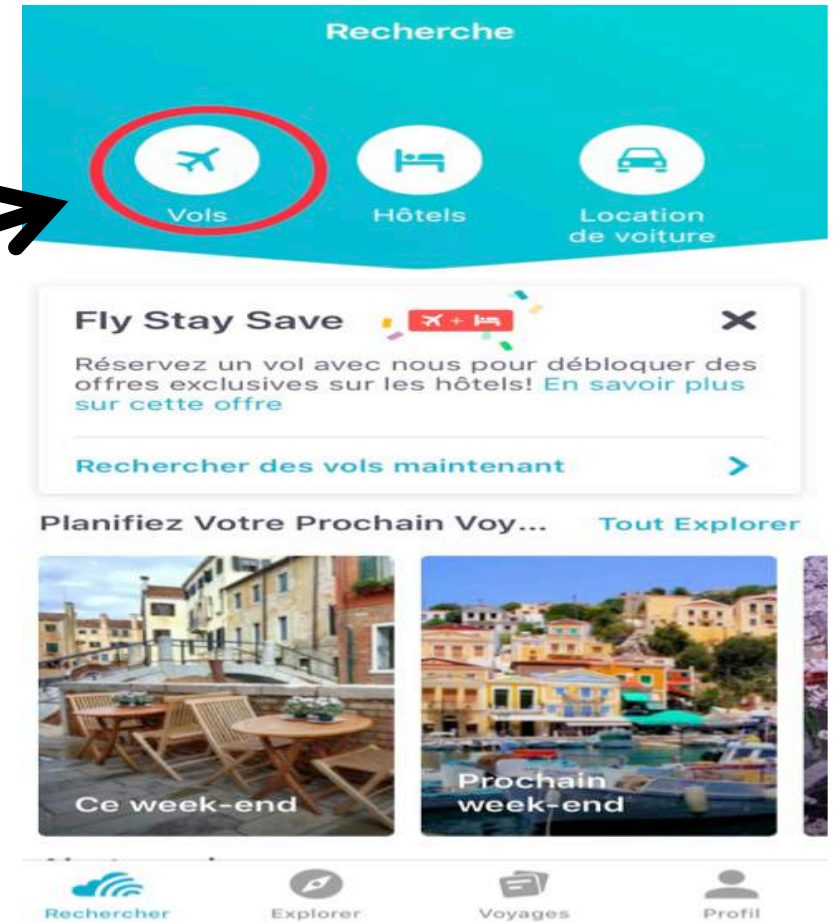 Recherche
Vols
Hôtels
Location
de voiture
Fly Stay Save
Réservez un vol avec nous pour débloquer des
offres exclusives sur les hôtels! En savoir plus
sur cette offre
Rechercher des vols maintenant
Planifiez Votre Prochain Voy... Tout Explorer
Ce week-end
Prochain
week-end
Rechercher
Explorer
Voyages
Profil